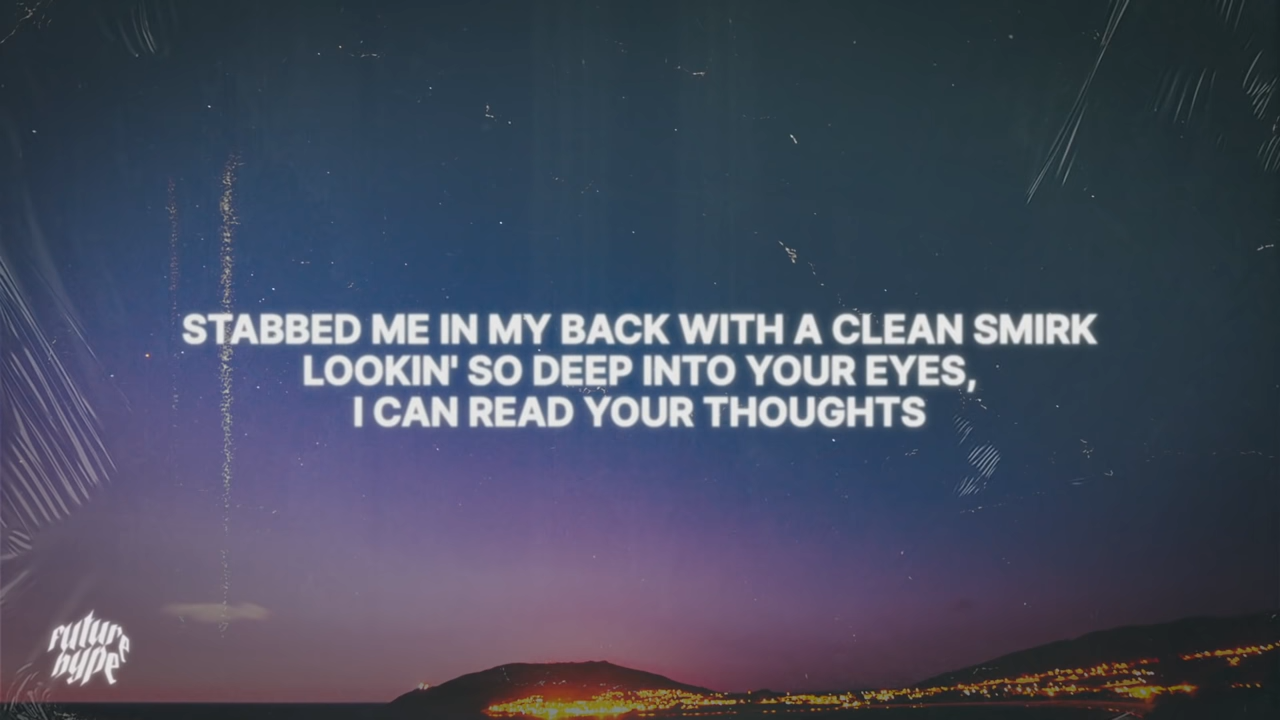 STABBED ME IN MY BACK WITH A CLEAN SMIRK
LOOKIN' SO DEEP INTO YOUR EYES,
I CAN READ YOUR THOUGHTS
future
hype